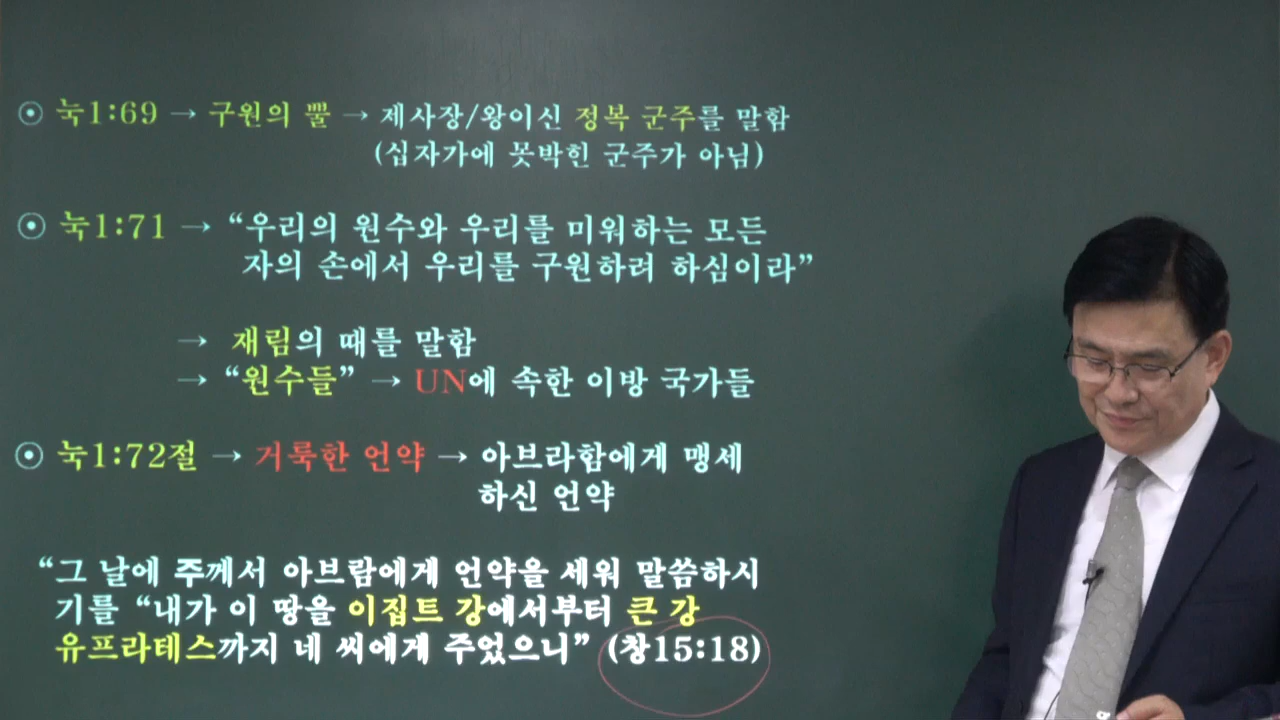 ⊙ 눅1:69 → 구원의 뿔 → 제사장/왕이신 정복 군주를 말함
(십자가에 못박힌 군주가 아님)
⊙ 눅1:71 → “우리의 원수와 우리를 미워하는 모든
자의 손에서 우리를 구원하려 하심이라”
→ 재림의 때를 말함
→ “원수들” → UN에 속한 이방 국가들
⊙ 눅1:72절 → 거룩한 언약 → 아브라함에게 맹세
하신 언약
“그 날에 주께서 아브람에게 언약을 세워 말씀하시
기를 “내가 이 땅을 이집트 강에서부터 큰 강
유프라테스까지 네 씨에게 주었으니” (창15:18)